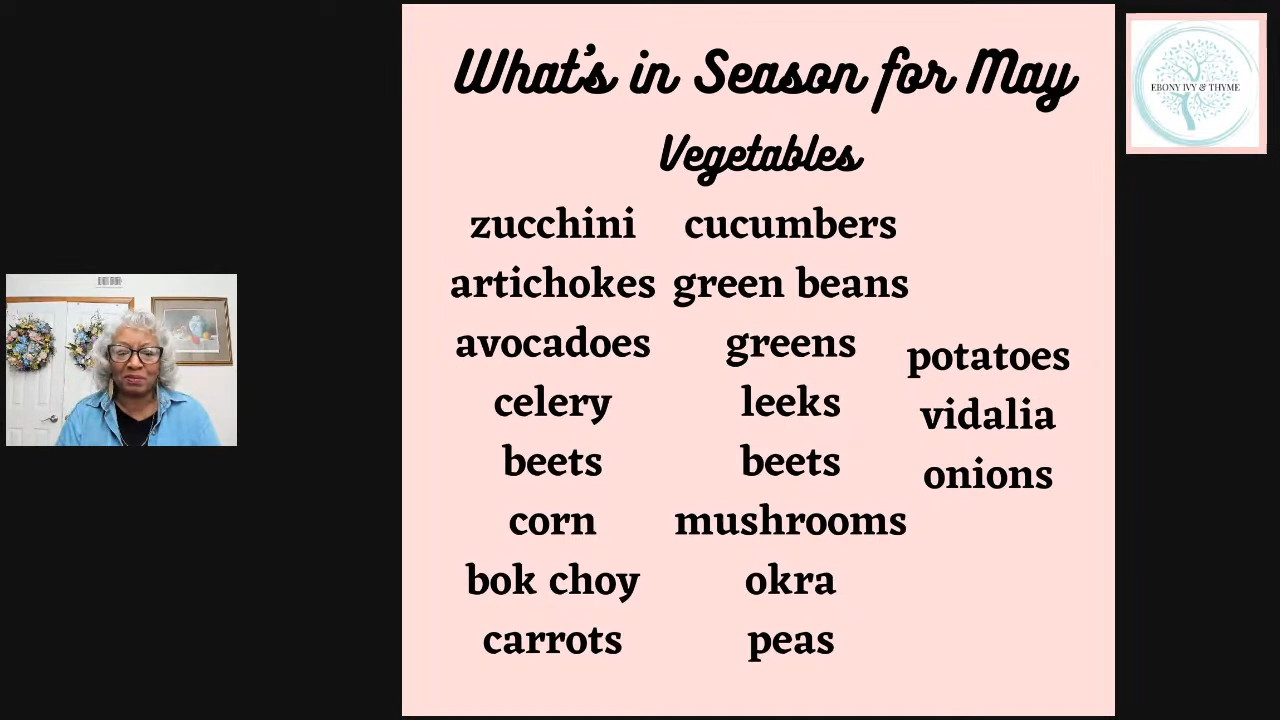 What's in Season for May
Vegetables
zucchini
artichokes
avocadoes
celery
beets
corn
bok choy
carrots
cucumbers
green beans
greens
leeks
beets
mushrooms
okra
peas
potatoes
vidalia
onions
EBONY IVY & THYME